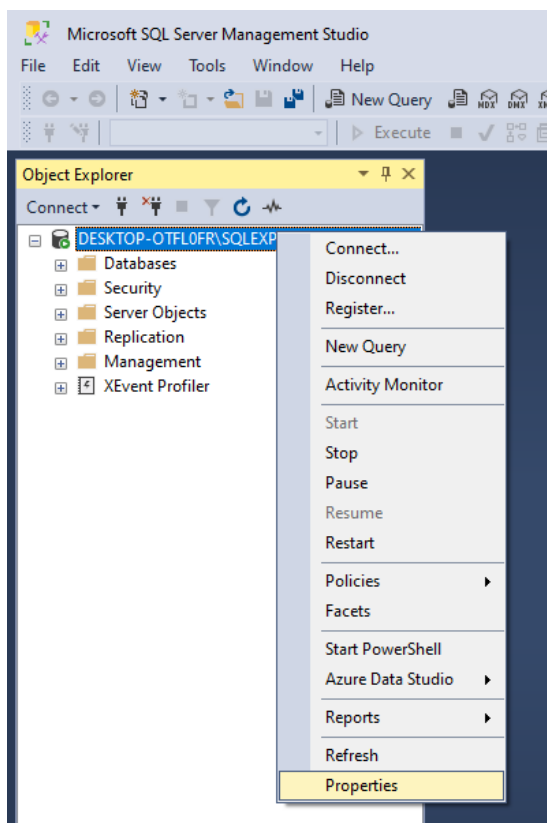 Microsoft SQL Server Management Studio
File Edit View Tools Window Help
New Query MDX DMX
Execute
Object Explorer
Connect
DESKTOP-OTFL0FR\SQLEXP
Databases
Security
Server Objects
Replication
Management
XEvent Profiler
Connect...
Disconnect
Register...
New Query
Activity Monitor
Start
Stop
Pause
Resume
Restart
Policies
Facets
Start PowerShell
Azure Data Studio
Reports
Refresh
Properties